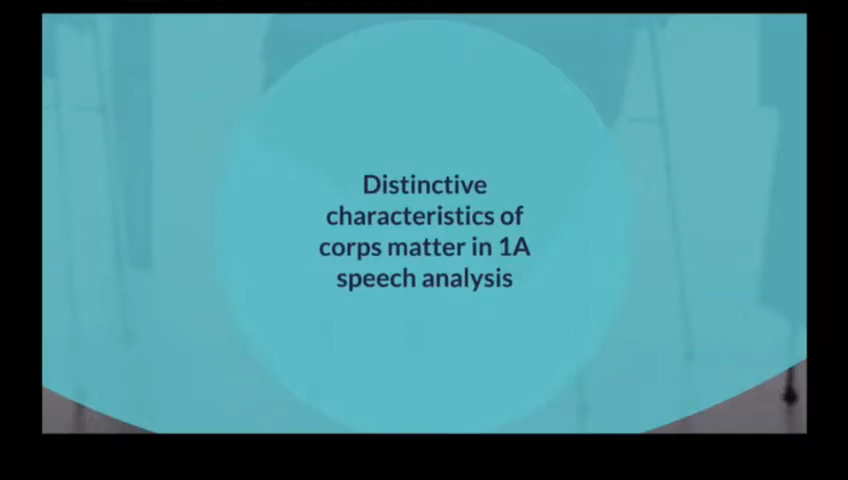 Distinctive
characteristics of
corps matter in 1A
speech analysis